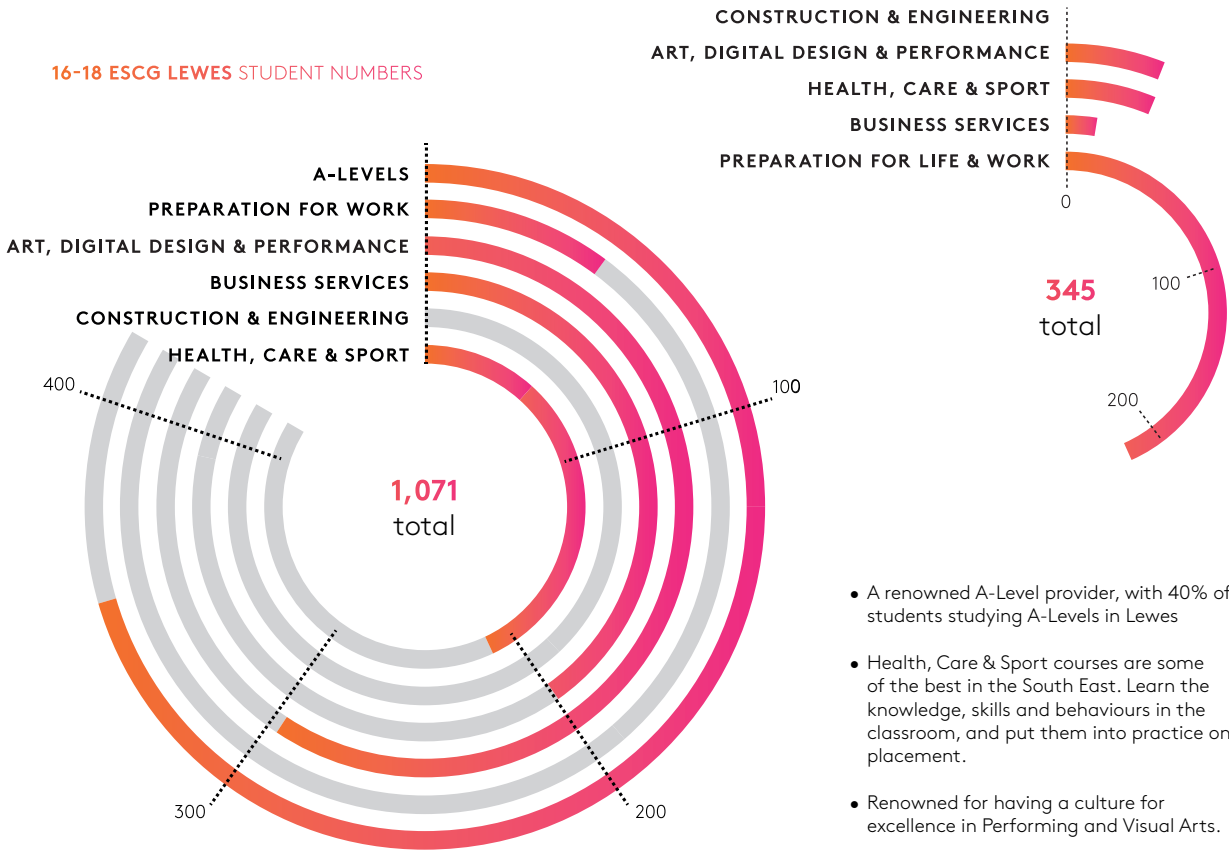 16-18 ESCG LEWES STUDENT NUMBERS
A-LEVELS
PREPARATION FOR WORK
ART, DIGITAL DESIGN & PERFORMANCE
BUSINESS SERVICES
CONSTRUCTION & ENGINEERING
HEALTH, CARE & SPORT
400
100
1,071
total
300
200
CONSTRUCTION & ENGINEERING
ART, DIGITAL DESIGN & PERFORMANCE
HEALTH, CARE & SPORT
BUSINESS SERVICES
PREPARATION FOR LIFE & WORK
0
345
total
100
200
• A renowned A-Level provider, with 40% of
students studying A-Levels in Lewes
• Health, Care & Sport courses are some
of the best in the South East. Learn the
knowledge, skills and behaviours in the
classroom, and put them into practice on
placement.
• Renowned for having a culture for
excellence in Performing and Visual Arts.